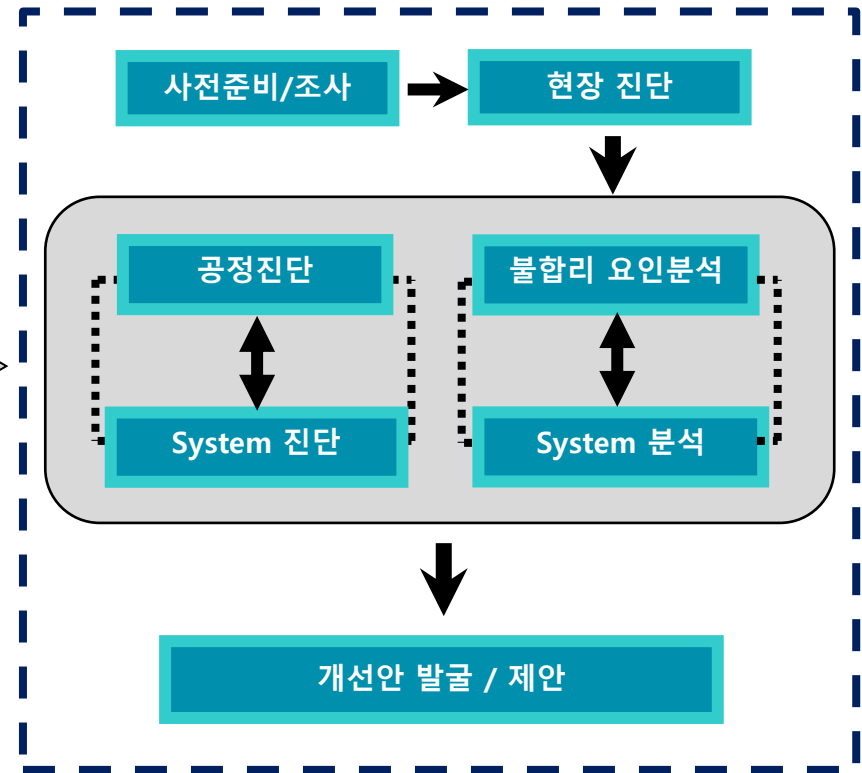 사전준비/조사
현장 진단
공정진단
불합리 요인분석
System 진단
System 분석
개선안 발굴 / 제안